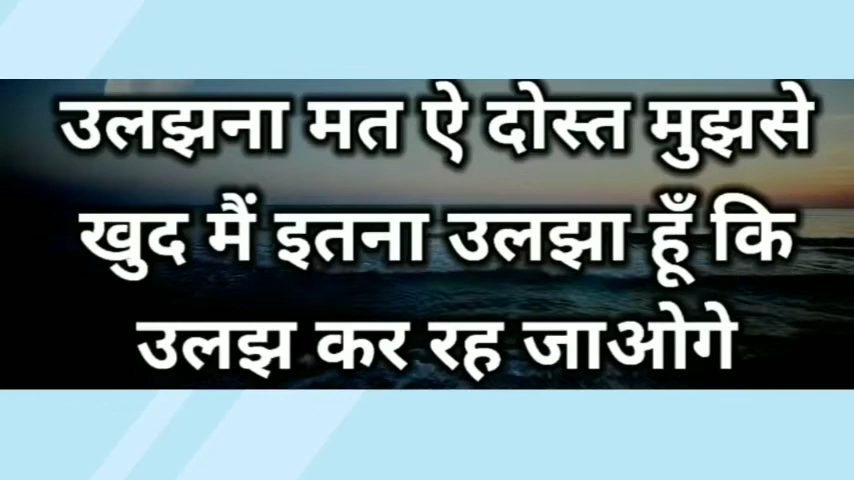 उलझना मत ऐ दोस्त मुझसे
खुद मैं इतना उलझा हूँ कि
उलझ कर रह जाओगे